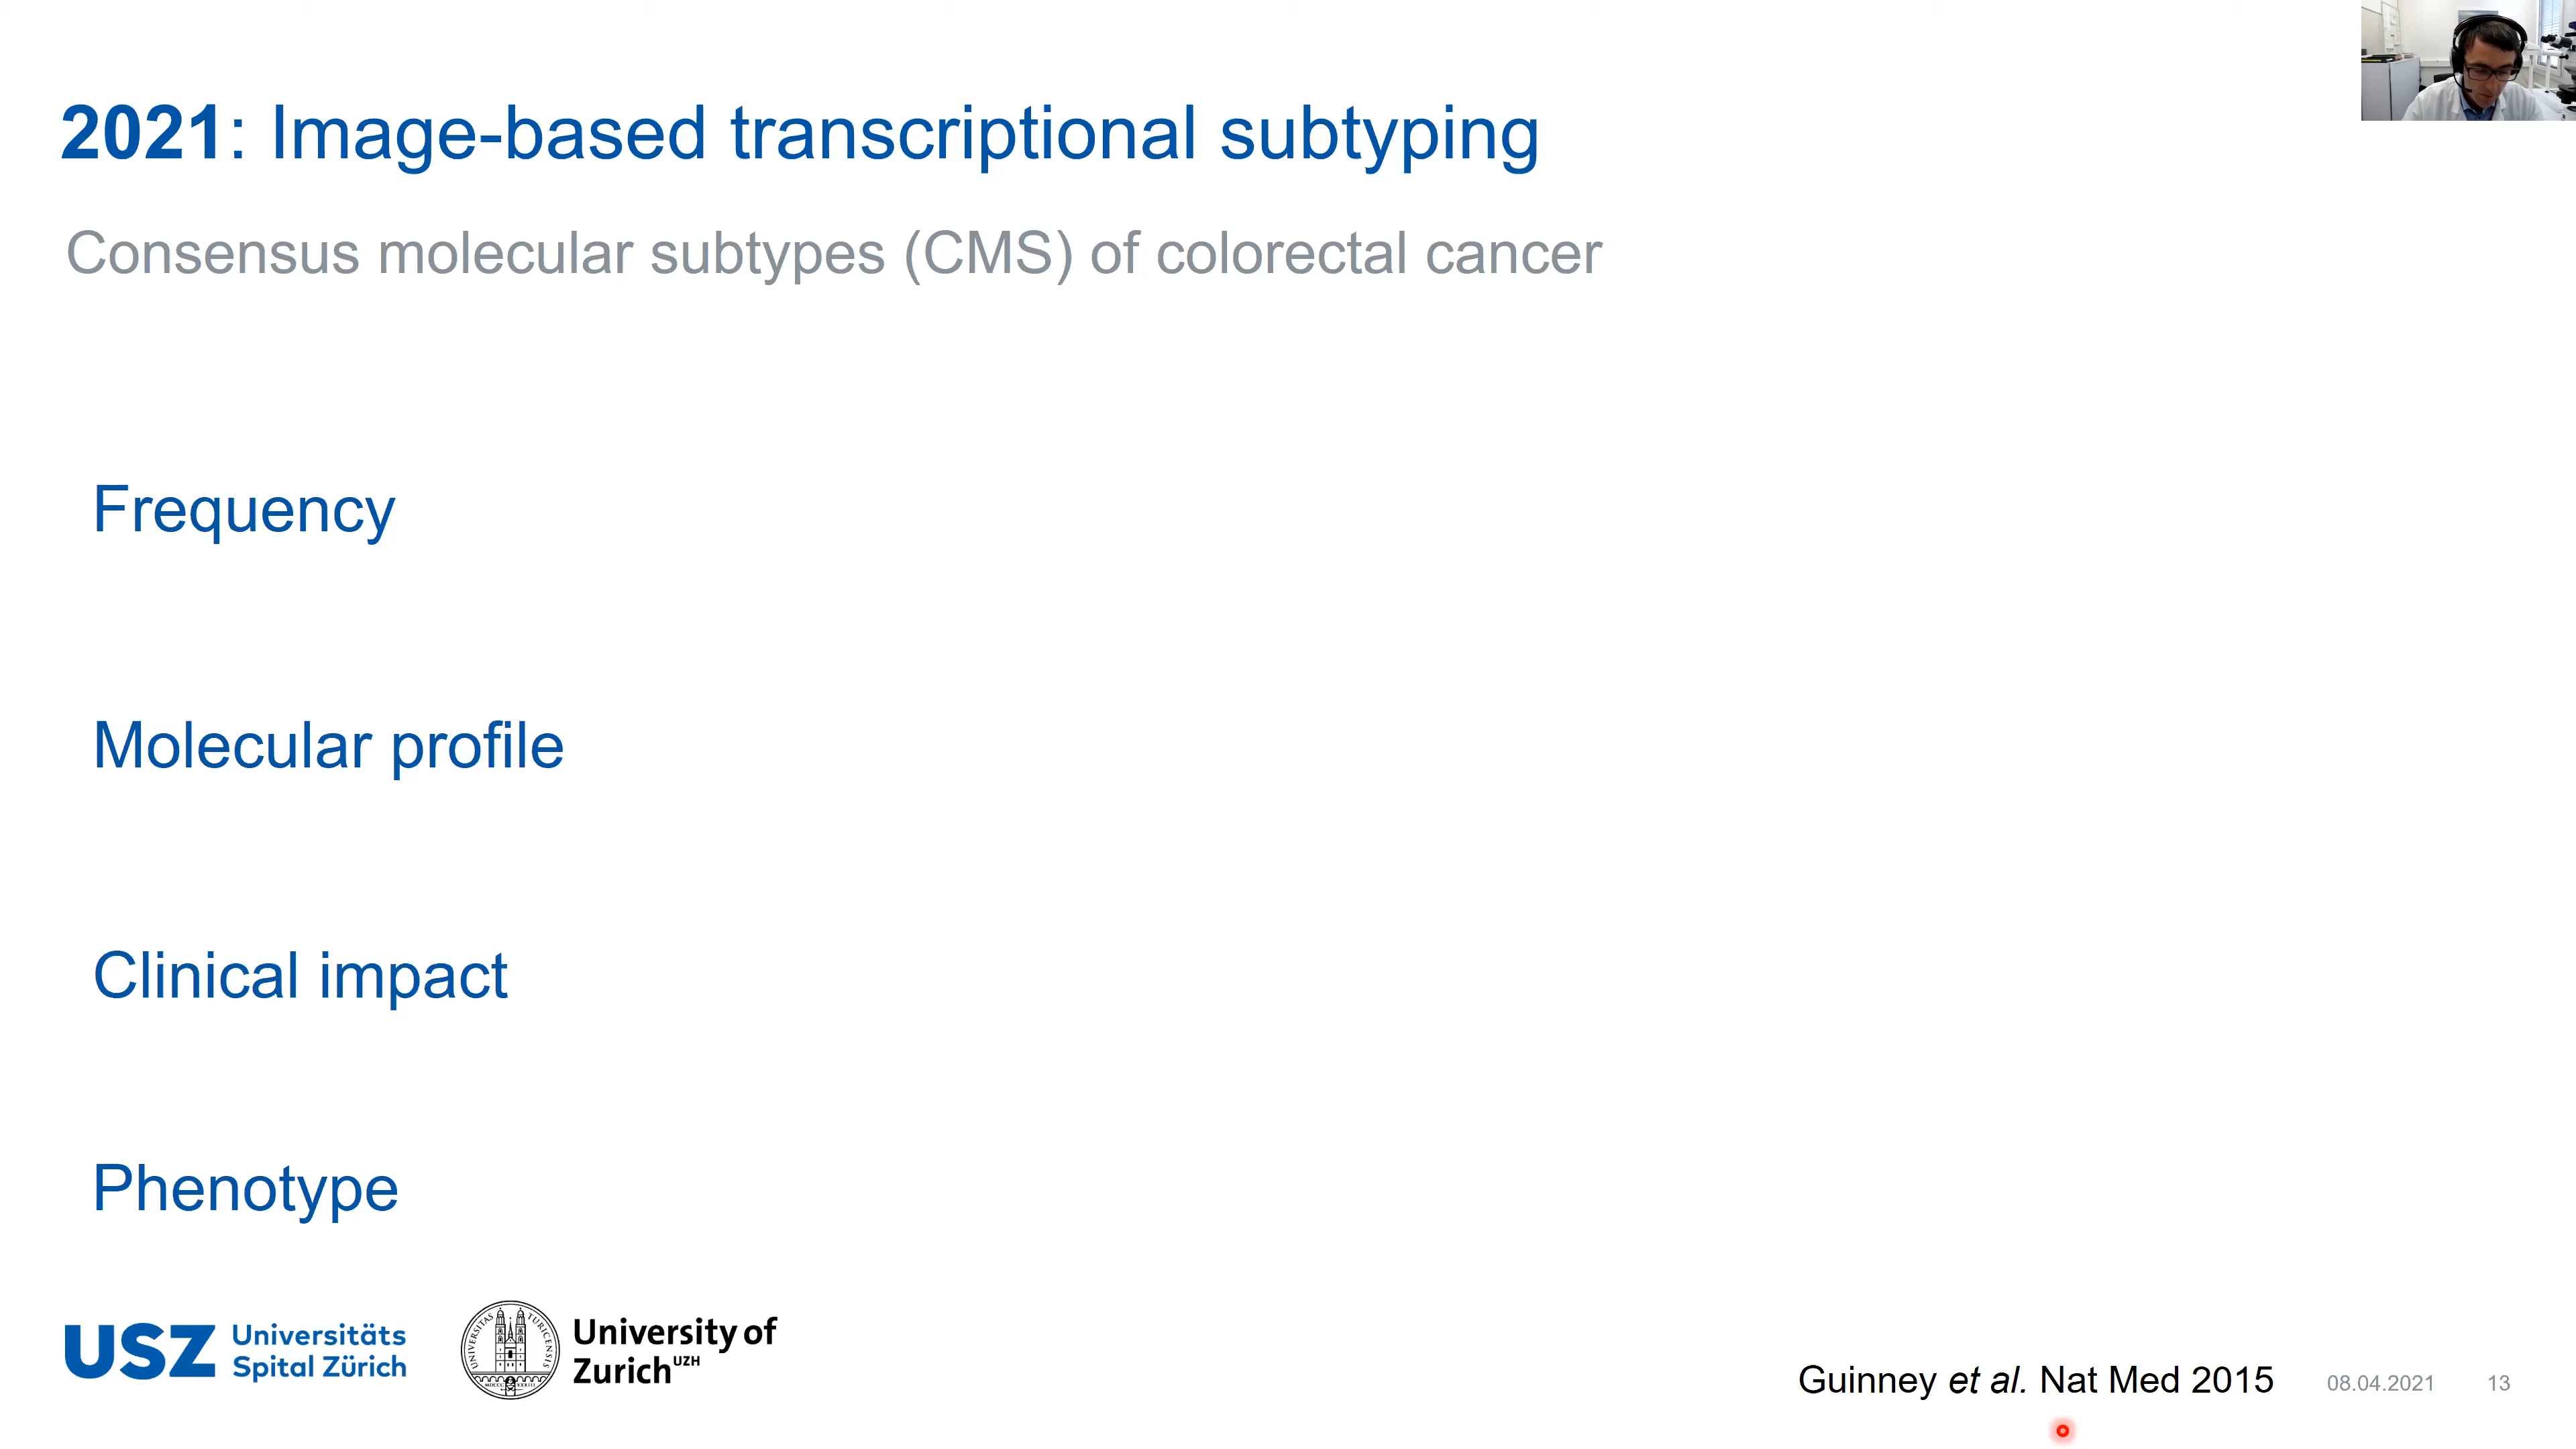 2021: Image-based transcriptional subtyping
Consensus molecular subtypes (CMS) of colorectal cancer
Frequency
Molecular profile
Clinical impact
Phenotype
USZ Universitäts
Spital Zürich
University of
Zurich UZH
Guinney et al. Nat Med 2015
08.04.2021
13